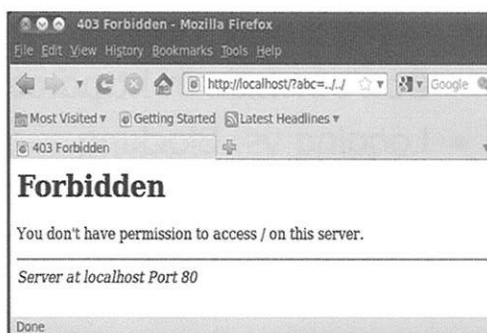 403 Forbidden - Mozilla Firefox
File Edit View History Bookmarks Tools Help
http://localhost/?abc=../../ Google
Most Visited Getting Started Latest Headlines
403 Forbidden
Forbidden
You don't have permission to access / on this server.
Server at localhost Port 80
Done